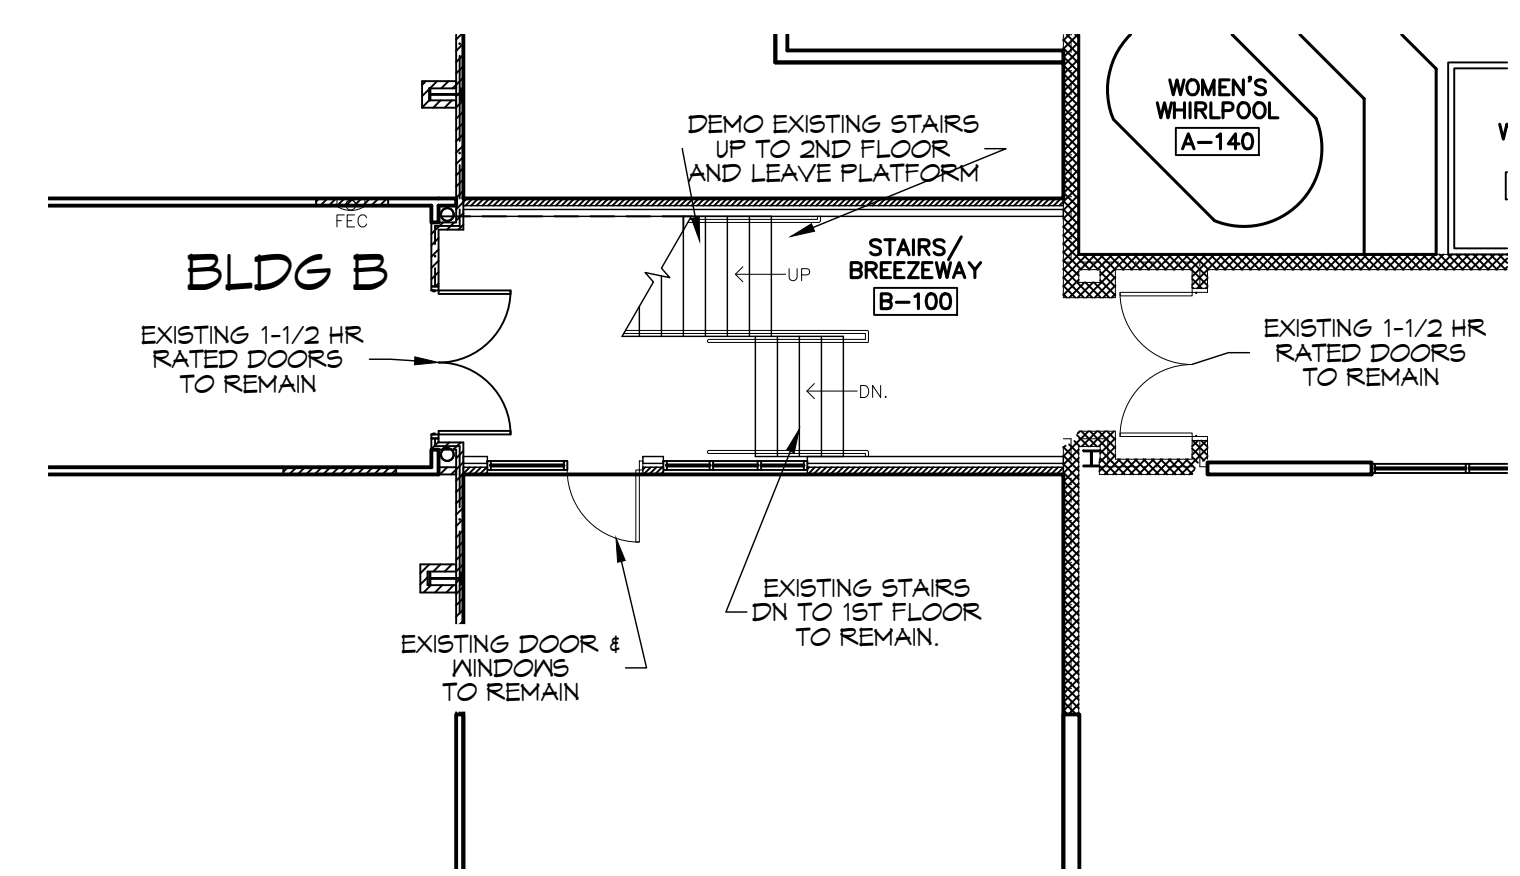 WOMEN'S
WHIRLPOOL
A-140
W
DEMO EXISTING STAIRS
UP TO 2ND FLOOR
AND LEAVE PLATFORM
FEC
BLDG B
STAIRS/
BREEZEWAY
B-100
UP
EXISTING 1-1/2 HR
RATED DOORS
TO REMAIN
EXISTING 1-1/2 HR
RATED DOORS
TO REMAIN
DN.
EXISTING STAIRS
DN TO 1ST FLOOR
TO REMAIN.
EXISTING DOOR &
WINDOWS
TO REMAIN